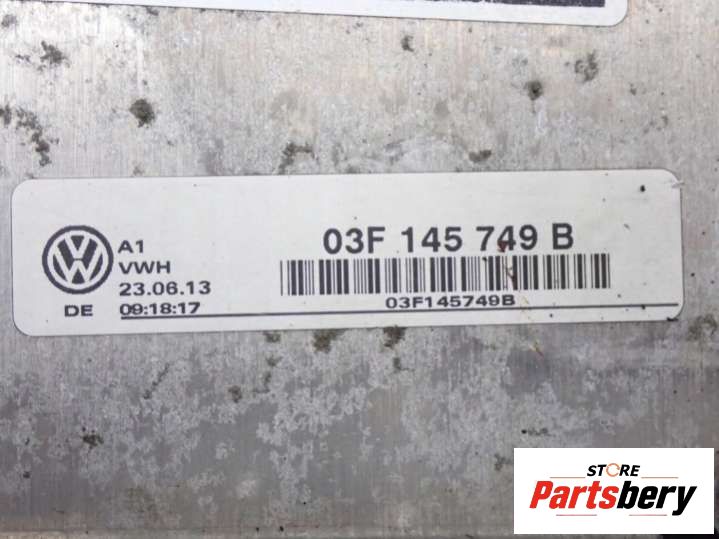 A1
VWH
23.06.13
DE 09:18:17
03F 145 749 B
03F145749B
STORE
Partsbery